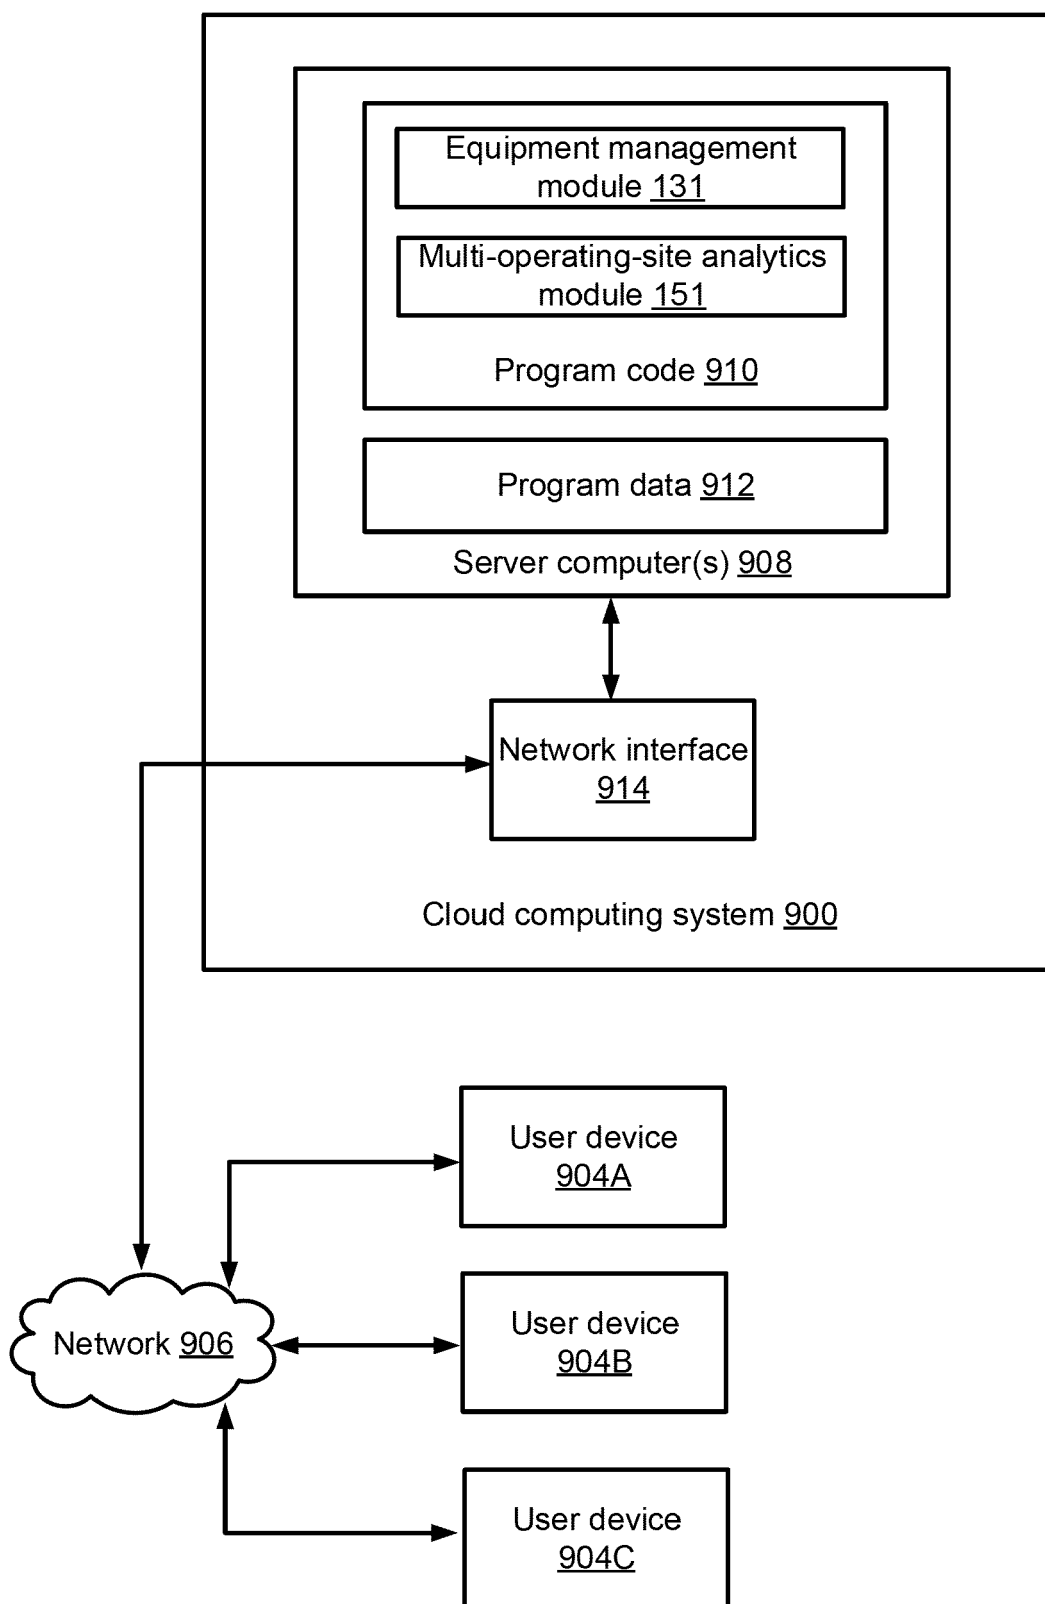 Equipment management
module 131
Multi-operating-site analytics
module 151
Program code 910
Program data 912
Server computer(s) 908
Network interface
914
Cloud computing system 900
User device
904A
Network 906
User device
904B
User device
904C